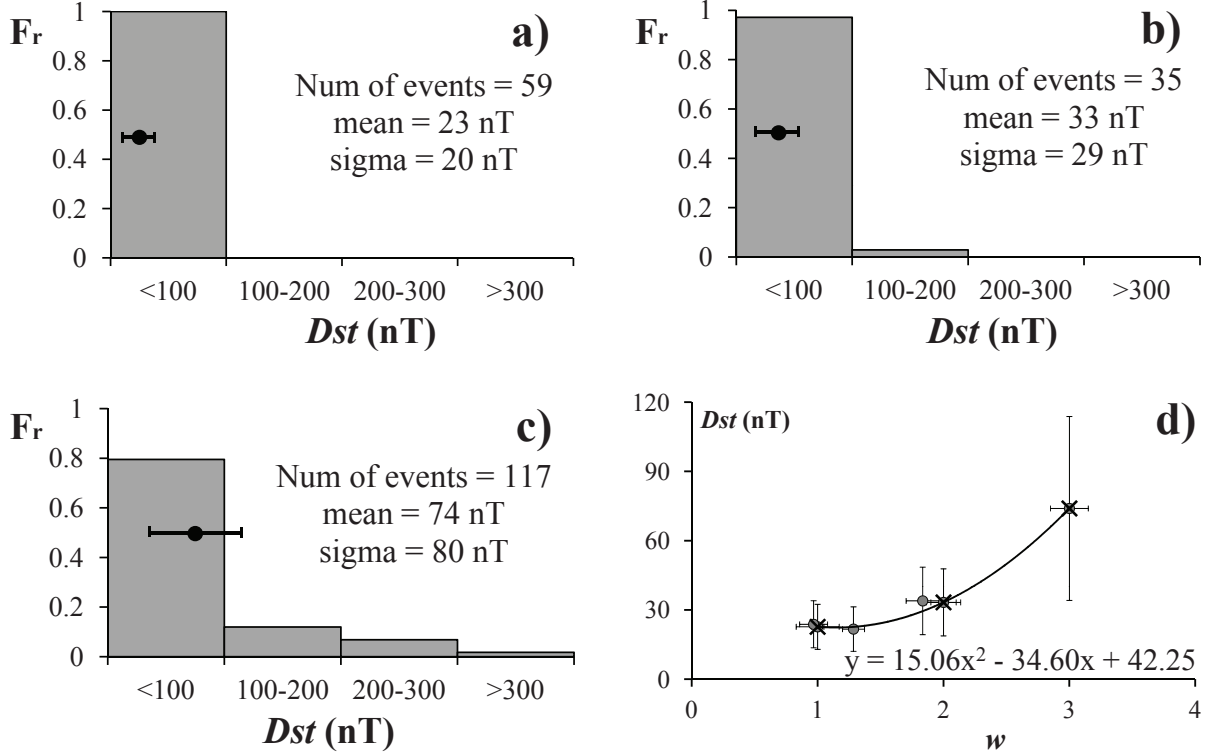 a)
Fr
1
0.8
0.6
0.4
0.2
0
Num of events = 59
mean = 23 nT
sigma = 20 nT
<100 100-200 200-300 >300
Dst (nT)
b)
Fr
1
0.8
0.6
0.4
0.2
0
Num of events = 35
mean = 33 nT
sigma = 29 nT
<100 100-200 200-300 >300
Dst (nT)
c)
Fr
1
0.8
0.6
0.4
0.2
0
Num of events = 117
mean = 74 nT
sigma = 80 nT
<100 100-200 200-300 >300
Dst (nT)
d)
Dst (nT)
120
90
60
30
0
y = 15.06x² - 34.60x + 42.25
0 1 2 3 4
w